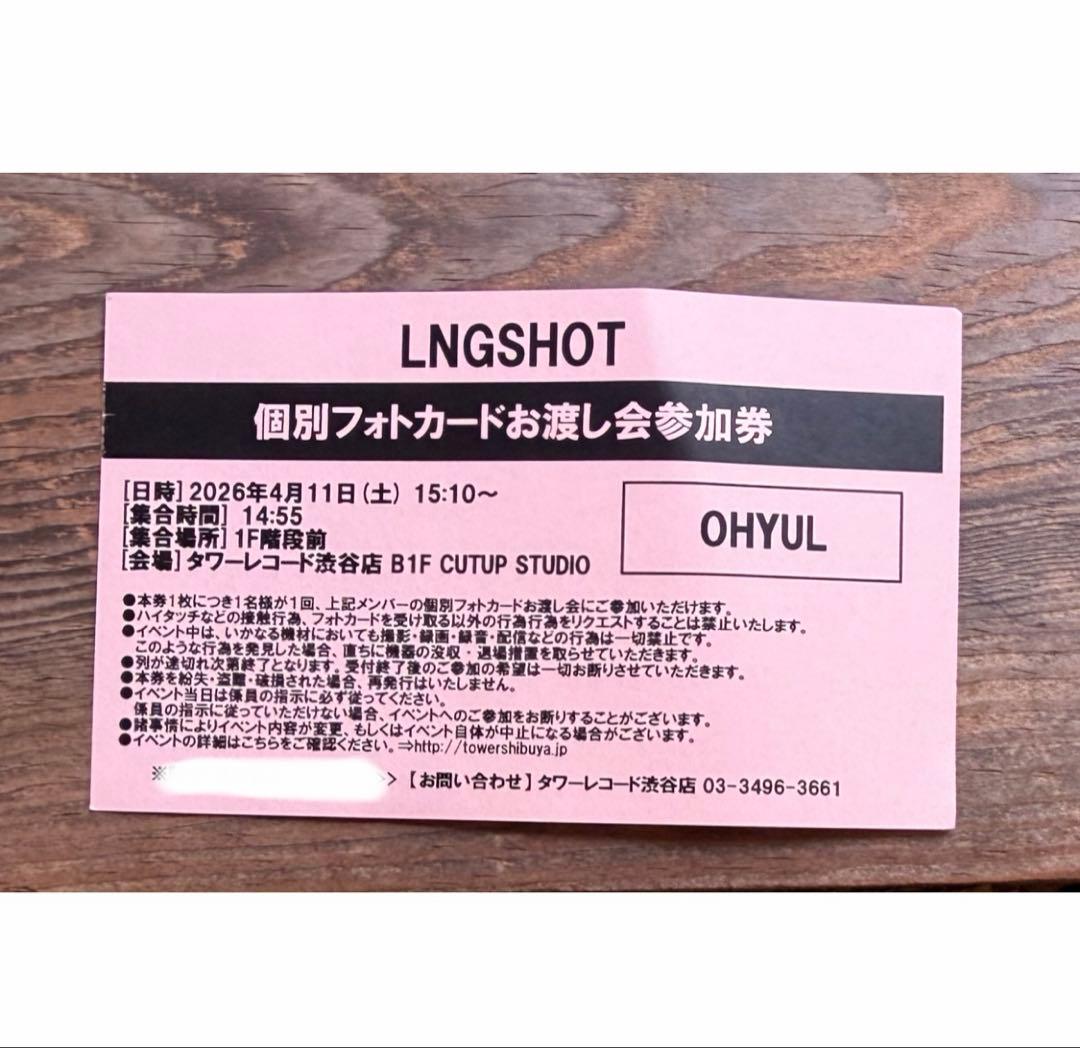 LNGSHOT
個別フォトカードお渡し会参加券
[日時] 2026年4月11日(土) 15:10～
[集合時間] 14:55
[集合場所] 1F階段前
[会場] タワーレコード渋谷店 B1F CUTUP STUDIO
OHYUL
●本券1枚につき1名様が1回、上記メンバーの個別フォトカードお渡し会にご参加いただけます。
●ハイタッチなどの接触行為、フォトカードを受け取る以外の行為行為をリクエストすることは禁止いたします。
●イベント中は、いかなる機材においても撮影・録画・録音・配信などの行為は一切禁止です。
このような行為を発見した場合、直ちに機器の没収・退場措置を取らせていただきます。
●列が途切れ次第終了となります。受付終了後のご参加の希望は一切お断りさせていただきます。
●本券を紛失・盗難・破損された場合、再発行はいたしません。
●イベント当日は係員の指示に必ず従ってください。
係員の指示に従っていただけない場合、イベントへのご参加をお断りすることがございます。
●諸事情によりイベント内容が変更、もしくはイベント自体が中止になる場合がございます。
●イベントの詳細はこちらをご確認ください。⇒http://towershibuya.jp
※ > 【お問い合わせ】タワーレコード渋谷店 03-3496-3661